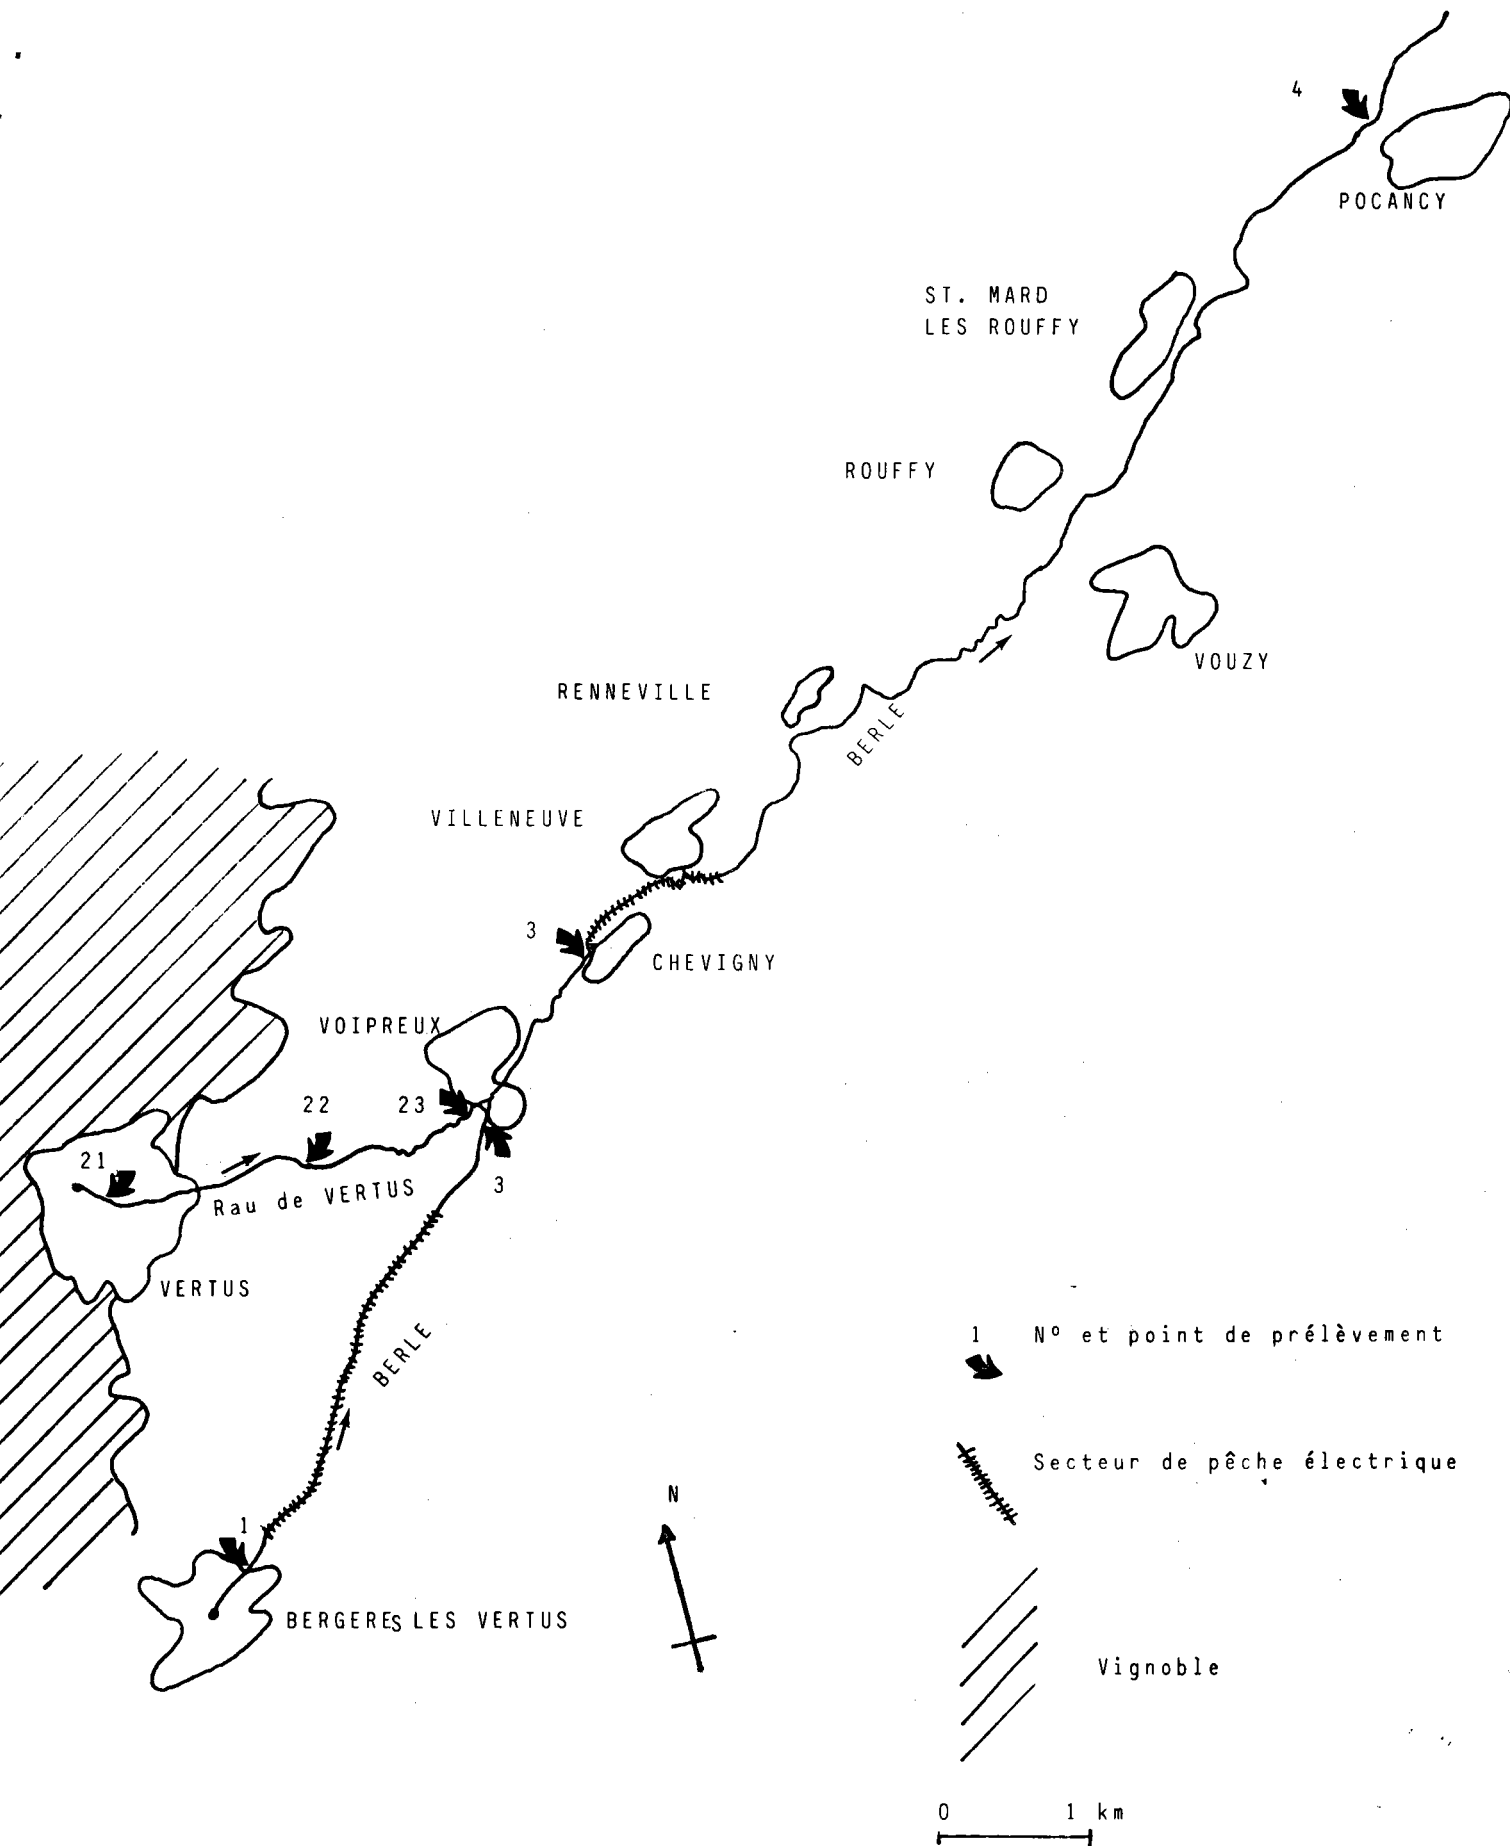 4
POCANCY
ST. MARD
LES ROUFFY
ROUFFY
VOUZY
RENNEVILLE
BERLE
VILLENEUVE
3
CHEVIGNY
VOIPREUX
22
23
21
Rau de VERTUS
3
VERTUS
BERLE
1 Nº et point de prélèvement
Secteur de pêche électrique
N
1
BERGERES LES VERTUS
Vignoble
0 1 km